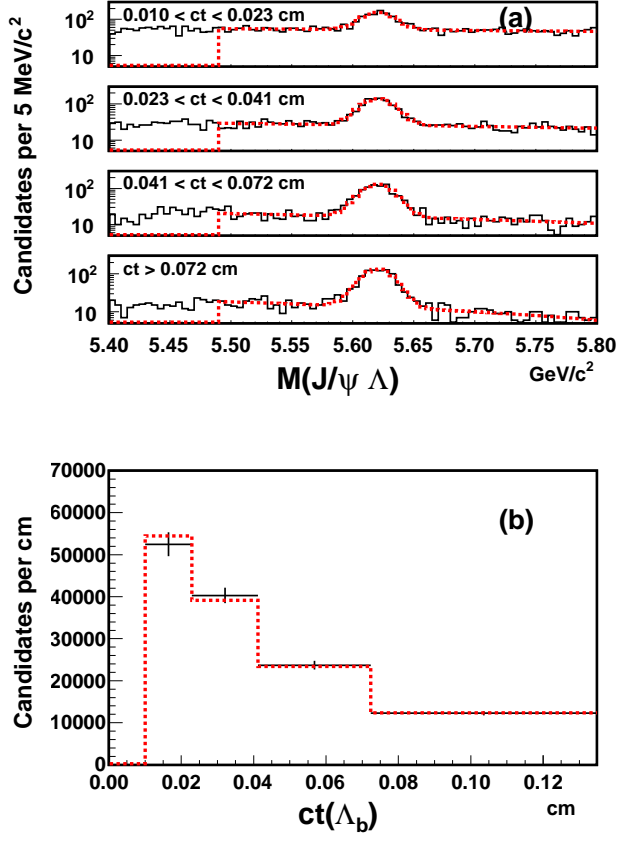 0.010 < ct < 0.023 cm
(a)
10²
10
0.023 < ct < 0.041 cm
10²
10
0.041 < ct < 0.072 cm
10²
10
ct > 0.072 cm
10²
10
Candidates per 5 MeV/c²
5.40 5.45 5.50 5.55 5.60 5.65 5.70 5.75 5.80
M(J/ψ Λ)
GeV/c²
(b)
70000
60000
50000
40000
30000
20000
10000
0
Candidates per cm
0.00 0.02 0.04 0.06 0.08 0.10 0.12
ct(Λb)
cm